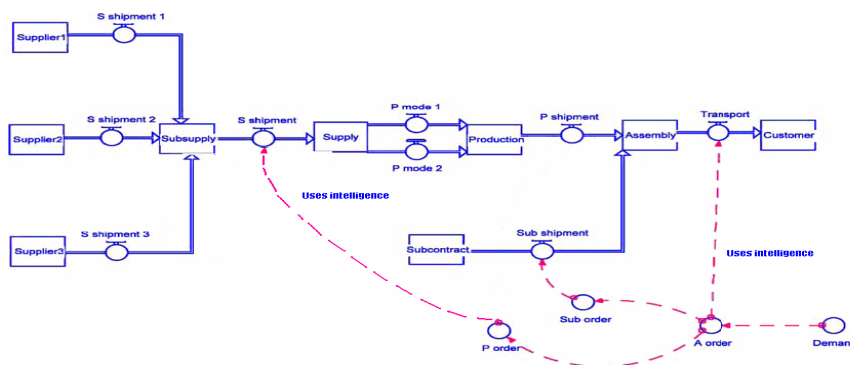 S shipment 1
Supplier1
S shipment 2
Supplier2
Subsupply
S shipment
Supply
P mode 1
P mode 2
Production
P shipment
Assembly
Transport
Customer
Uses intelligence
S shipment 3
Supplier3
Subcontract
Sub shipment
Uses intelligence
Sub order
P order
A order
Deman